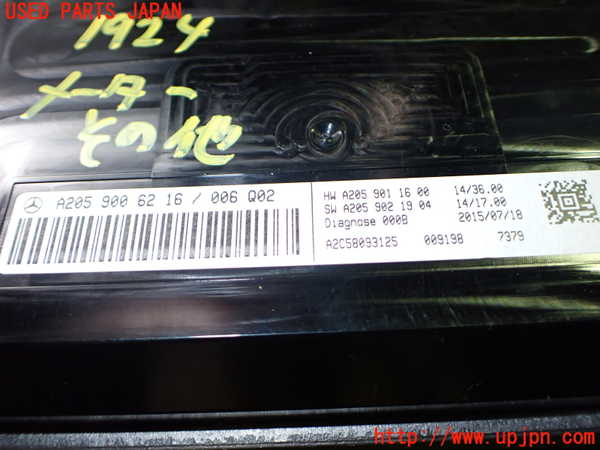 USED PARTS JAPAN
1924
メーター
その他
A205 900 62 16 / 006 Q02
HW A205 901 16 00 14/36.00
SW A205 902 19 04 14/17.00
Diagnose 000B 2015/07/18
A2C58093125 009198 7379
http://www.upjpn.com/